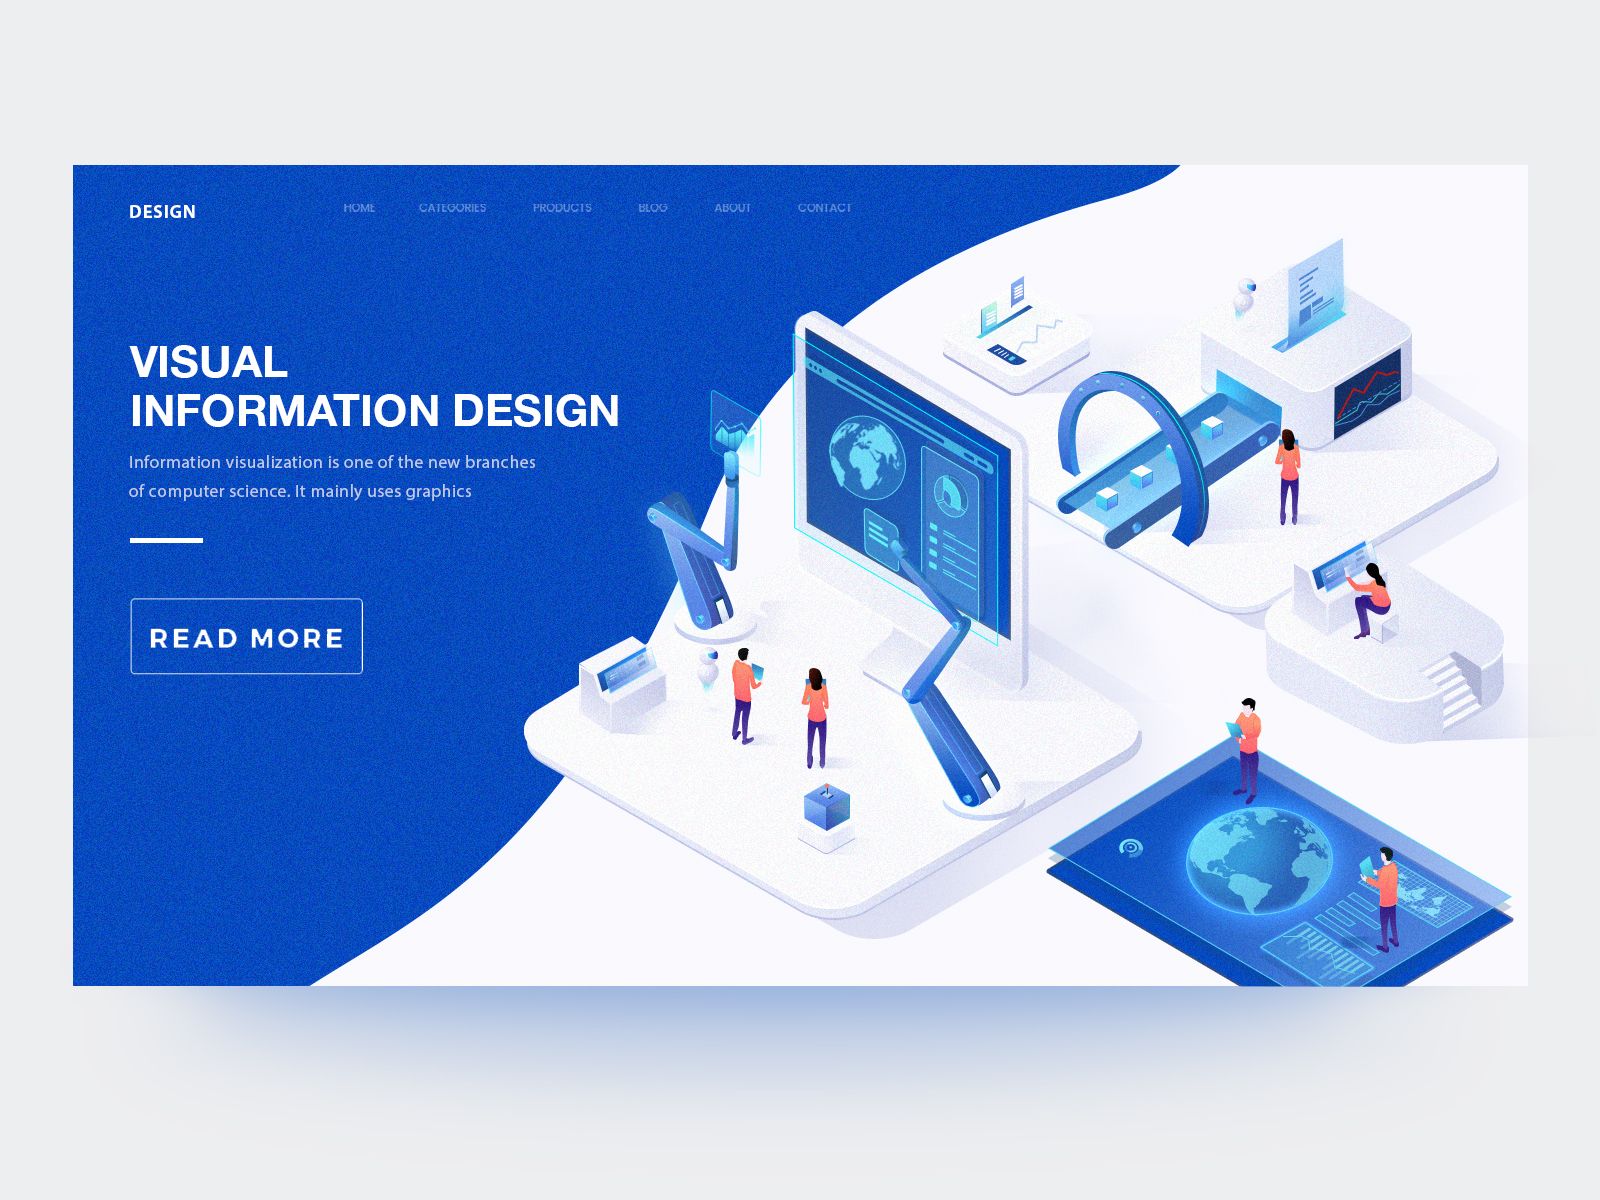 DESIGN
HOME CATEGORIES PRODUCTS BLOG ABOUT CONTACT
VISUAL
INFORMATION DESIGN
Information visualization is one of the new branches
of computer science. It mainly uses graphics
READ MORE